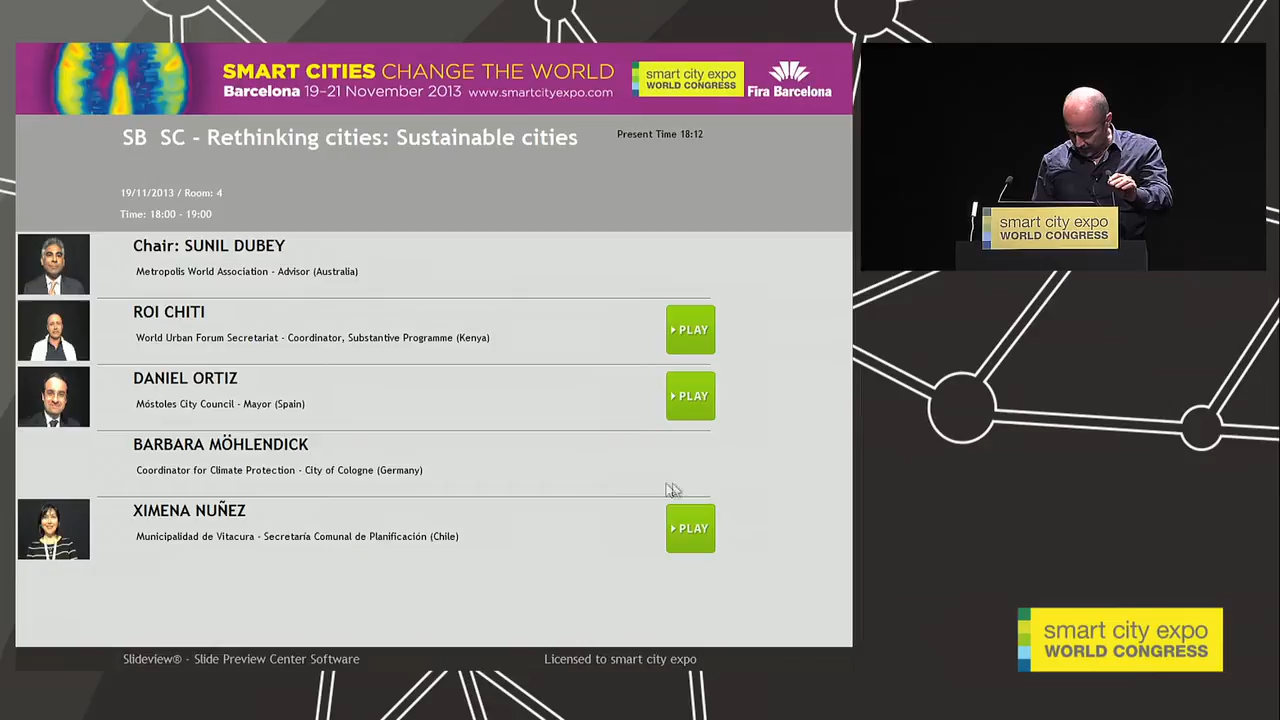 SMART CITIES CHANGE THE WORLD
Barcelona 19-21 November 2013 www.smartcityexpo.com
smart city expo
WORLD CONGRESS
Fira Barcelona
SB SC - Rethinking cities: Sustainable cities
Present Time 18:12
19/11/2013 / Room: 4
Time: 18:00 - 19:00
Chair: SUNIL DUBEY
Metropolis World Association - Advisor (Australia)
ROI CHITI
World Urban Forum Secretariat - Coordinator, Substantive Programme (Kenya)
PLAY
DANIEL ORTIZ
Móstoles City Council - Mayor (Spain)
PLAY
BARBARA MÖHLENDICK
Coordinator for Climate Protection - City of Cologne (Germany)
XIMENA NUÑEZ
Municipalidad de Vitacura - Secretaría Comunal de Planificación (Chile)
PLAY
Slideview® - Slide Preview Center Software
Licensed to smart city expo
smart city expo
WORLD CONGRESS
smart city expo
WORLD CONGRESS